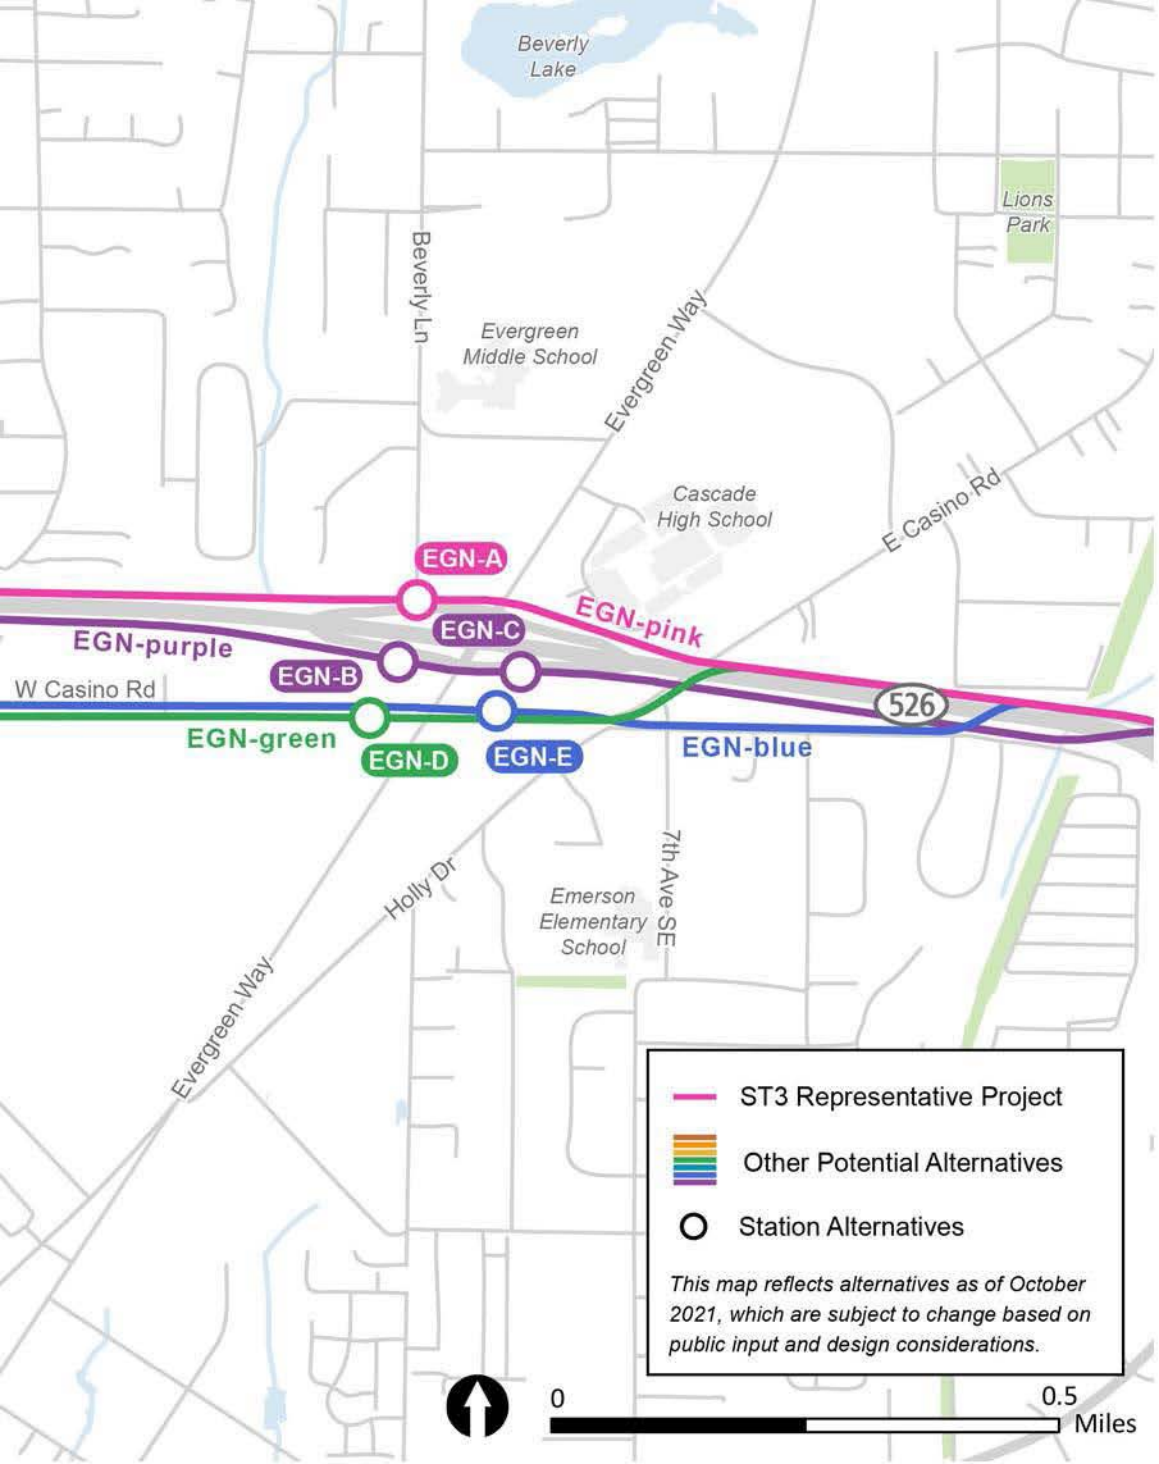 Beverly
Lake
Lions
Park
Beverly Ln
Evergreen
Middle School
Evergreen Way
Cascade
High School
E Casino Rd
EGN-A
EGN-pink
EGN-C
EGN-purple
EGN-B
W Casino Rd
526
EGN-green
EGN-D
EGN-E
EGN-blue
7th Ave SE
Holly Dr
Emerson
Elementary
School
Evergreen Way
ST3 Representative Project
Other Potential Alternatives
Station Alternatives
This map reflects alternatives as of October
2021, which are subject to change based on
public input and design considerations.
0
0.5
Miles